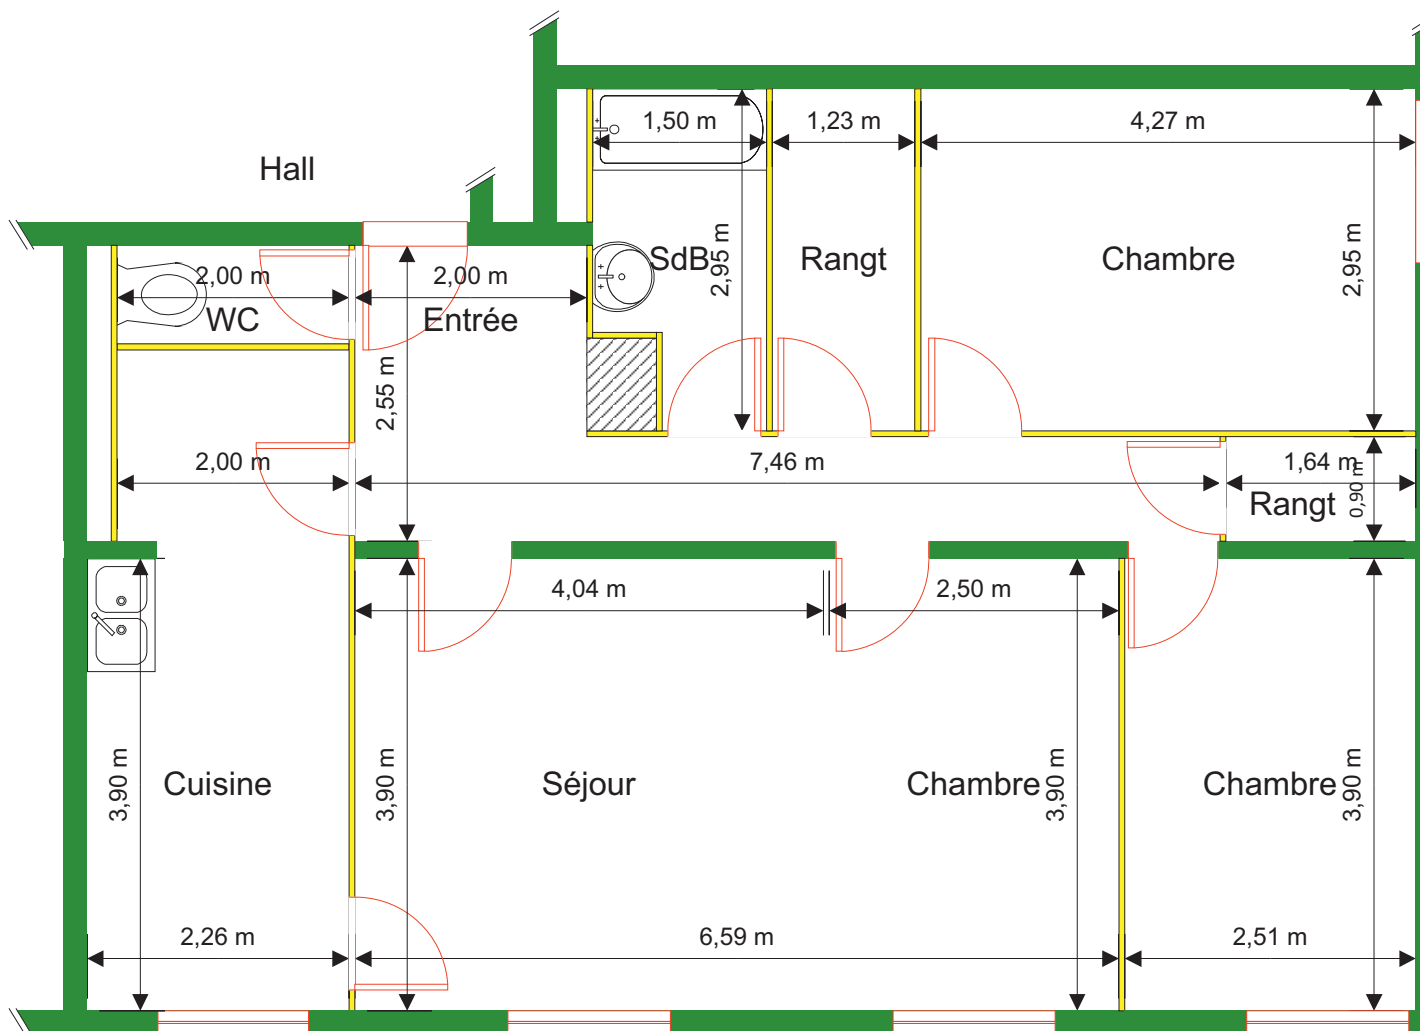 1,50 m
1,23 m
4,27 m
Hall
SdB
2,95 m
Rangt
Chambre
2,95 m
2,00 m
WC
2,00 m
Entrée
2,55 m
2,00 m
7,46 m
1,64 m
Rangt
0,90 m
4,04 m
2,50 m
Cuisine
3,90 m
Séjour
3,90 m
Chambre
3,90 m
Chambre
3,90 m
2,26 m
6,59 m
2,51 m